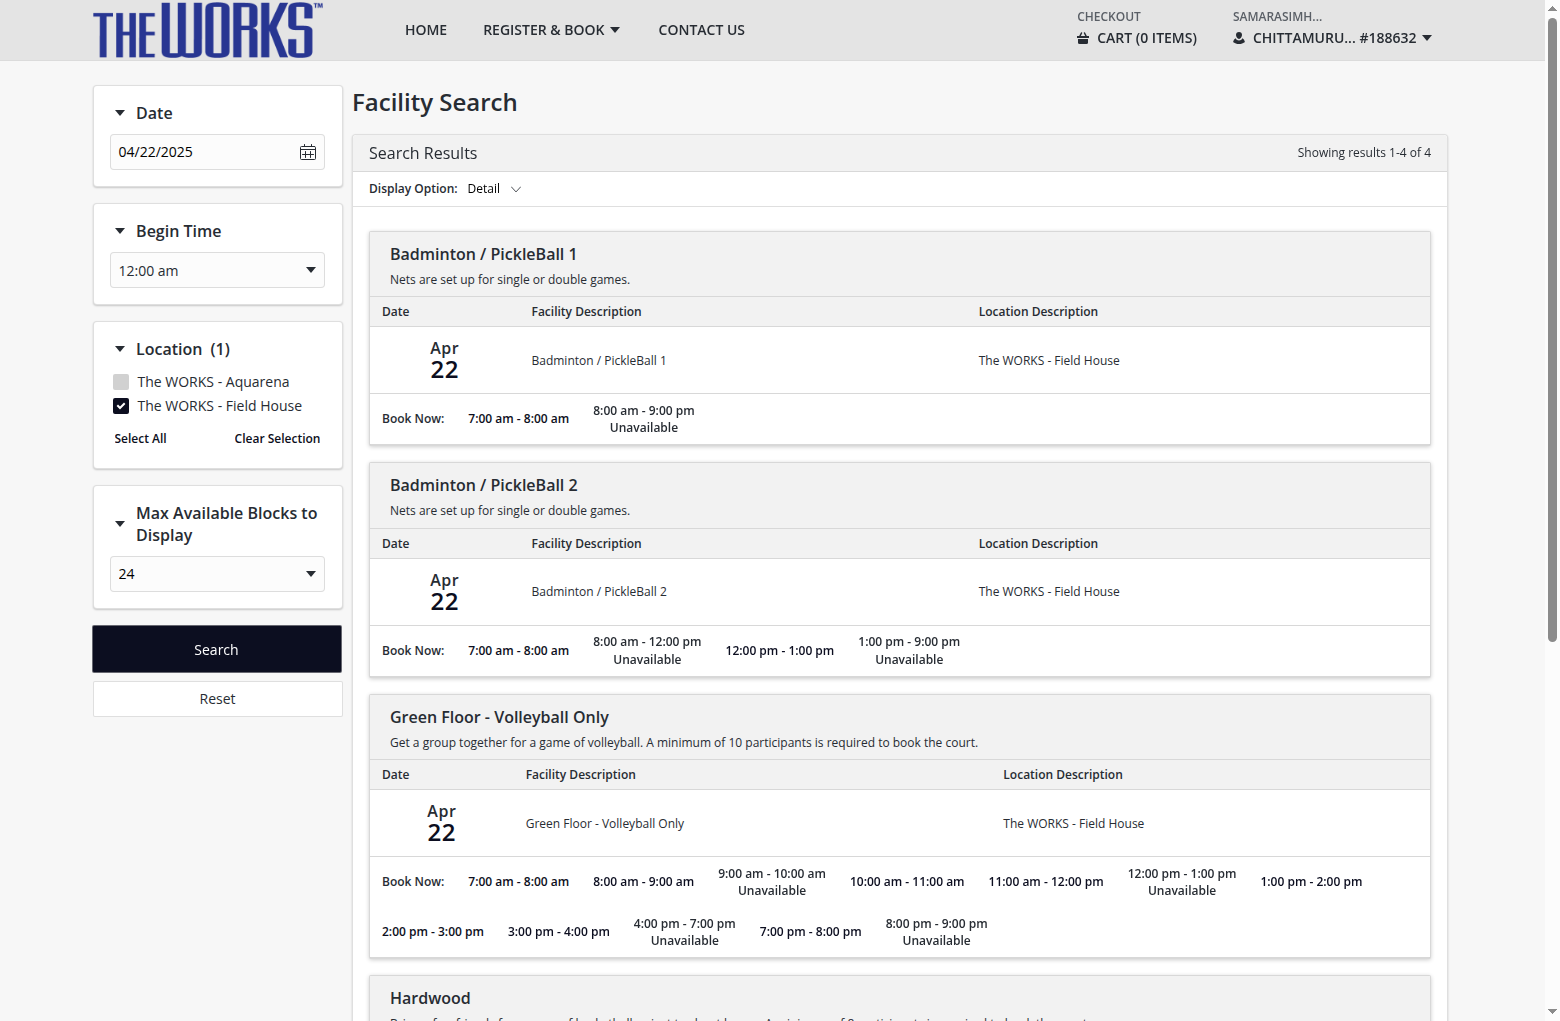 THE WORKS™
HOME
REGISTER & BOOK
CONTACT US
CHECKOUT
CART (0 ITEMS)
SAMARASIMH...
CHITTAMURU... #188632
Date
04/22/2025
Begin Time
12:00 am
Location (1)
The WORKS - Aquarena
The WORKS - Field House
Select All
Clear Selection
Max Available Blocks to
Display
24
Search
Reset
Facility Search
Search Results
Showing results 1-4 of 4
Display Option: Detail
Badminton / PickleBall 1
Nets are set up for single or double games.
Date Facility Description Location Description
Apr
22
Badminton / PickleBall 1
The WORKS - Field House
Book Now: 7:00 am - 8:00 am
8:00 am - 9:00 pm
Unavailable
Badminton / PickleBall 2
Nets are set up for single or double games.
Date Facility Description Location Description
Apr
22
Badminton / PickleBall 2
The WORKS - Field House
Book Now: 7:00 am - 8:00 am
8:00 am - 12:00 pm
Unavailable
12:00 pm - 1:00 pm
1:00 pm - 9:00 pm
Unavailable
Green Floor - Volleyball Only
Get a group together for a game of volleyball. A minimum of 10 participants is required to book the court.
Date Facility Description Location Description
Apr
22
Green Floor - Volleyball Only
The WORKS - Field House
Book Now: 7:00 am - 8:00 am
8:00 am - 9:00 am
9:00 am - 10:00 am
Unavailable
10:00 am - 11:00 am
11:00 am - 12:00 pm
12:00 pm - 1:00 pm
Unavailable
1:00 pm - 2:00 pm
2:00 pm - 3:00 pm
3:00 pm - 4:00 pm
4:00 pm - 7:00 pm
Unavailable
7:00 pm - 8:00 pm
8:00 pm - 9:00 pm
Unavailable
Hardwood